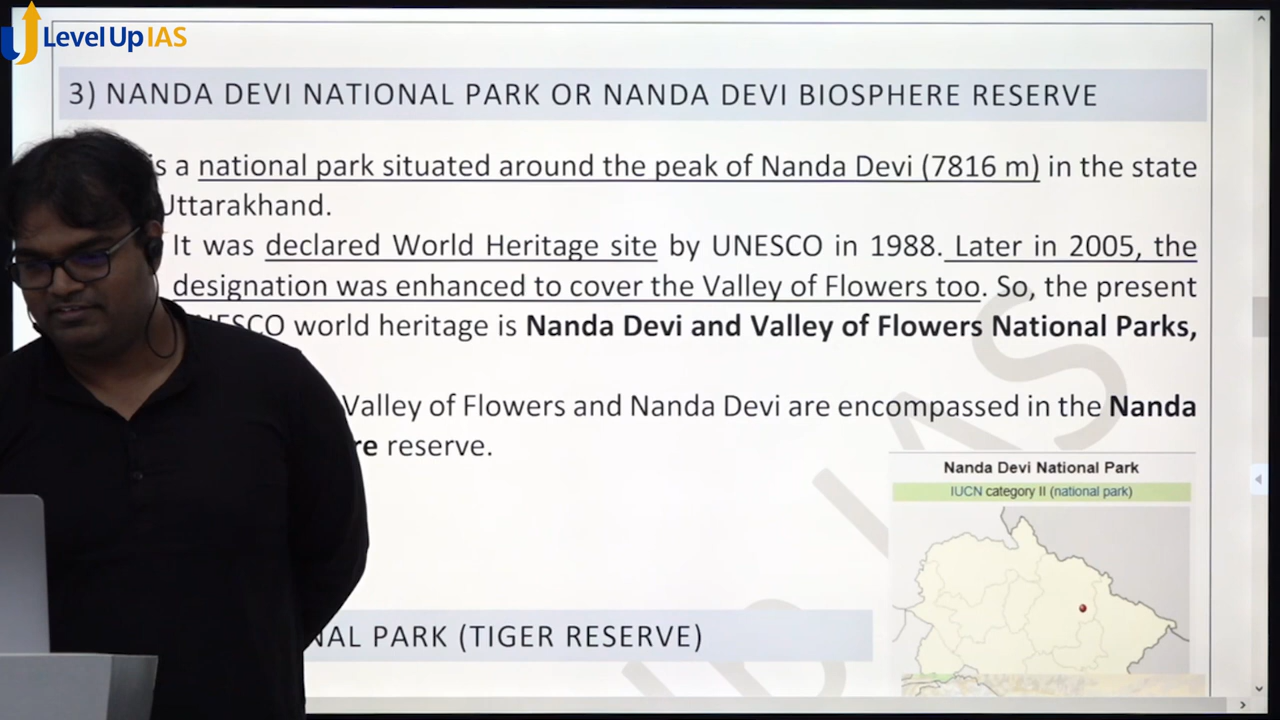 Level Up IAS
3) NANDA DEVI NATIONAL PARK OR NANDA DEVI BIOSPHERE RESERVE
is a national park situated around the peak of Nanda Devi (7816 m) in the state
Uttarakhand.
It was declared World Heritage site by UNESCO in 1988. Later in 2005, the
designation was enhanced to cover the Valley of Flowers too. So, the present
UNESCO world heritage is Nanda Devi and Valley of Flowers National Parks,
Valley of Flowers and Nanda Devi are encompassed in the Nanda
reserve.
Nanda Devi National Park
IUCN category II (national park)
PARK (TIGER RESERVE)
IAS